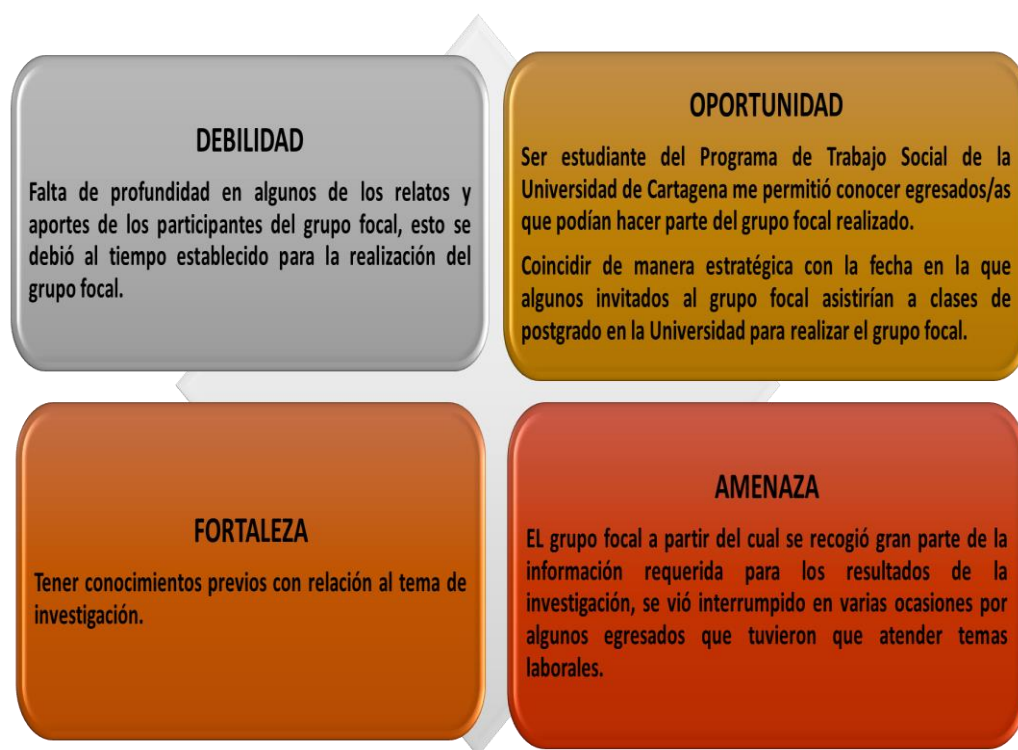 DEBILIDAD
Falta de profundidad en algunos de los relatos y
aportes de los participantes del grupo focal, esto se
debió al tiempo establecido para la realización del
grupo focal.
OPORTUNIDAD
Ser estudiante del Programa de Trabajo Social de la
Universidad de Cartagena me permitió conocer egresados/as
que podían hacer parte del grupo focal realizado.
Coincidir de manera estratégica con la fecha en la que
algunos invitados al grupo focal asistirían a clases de
postgrado en la Universidad para realizar el grupo focal.
FORTALEZA
Tener conocimientos previos con relación al tema de
investigación.
AMENAZA
EL grupo focal a partir del cual se recogió gran parte de la
información requerida para los resultados de la
investigación, se vió interrumpido en varias ocasiones por
algunos egresados que tuvieron que atender temas
laborales.